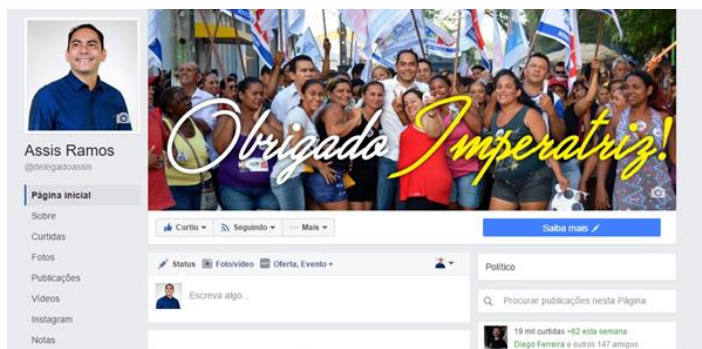 Obrigado Imperatriz!
Assis Ramos
@delegadoassis
Página inicial
Sobre
Curtidas
Fotos
Publicações
Vídeos
Instagram
Notas
Curtiu
Seguindo
··· Mais
Saiba mais
Status
Foto/vídeo
Oferta, Evento +
Escreva algo...
Político
Procurar publicações nesta Página
19 mil curtidas +62 esta semana
Diego Ferreira e outros 147 amigos